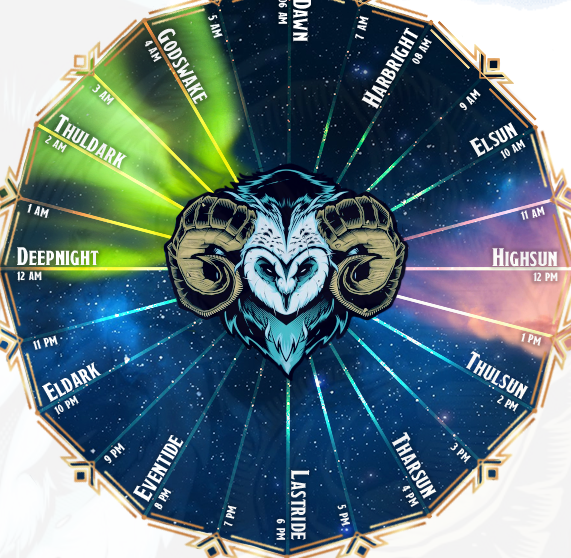 DAWN
06 AM
7 AM
HARBRIGHT
08 AM
9 AM
ELSUN
10 AM
11 AM
HIGHSUN
12 PM
1 PM
THULSUN
2 PM
3 PM
THARSUN
4 PM
5 PM
LASTRIDE
6 PM
7 PM
EVENTIDE
8 PM
9 PM
ELDARK
10 PM
11 PM
DEEPNIGHT
12 AM
1 AM
THULDARK
2 AM
3 AM
GODSWAKE
4 AM
5 AM